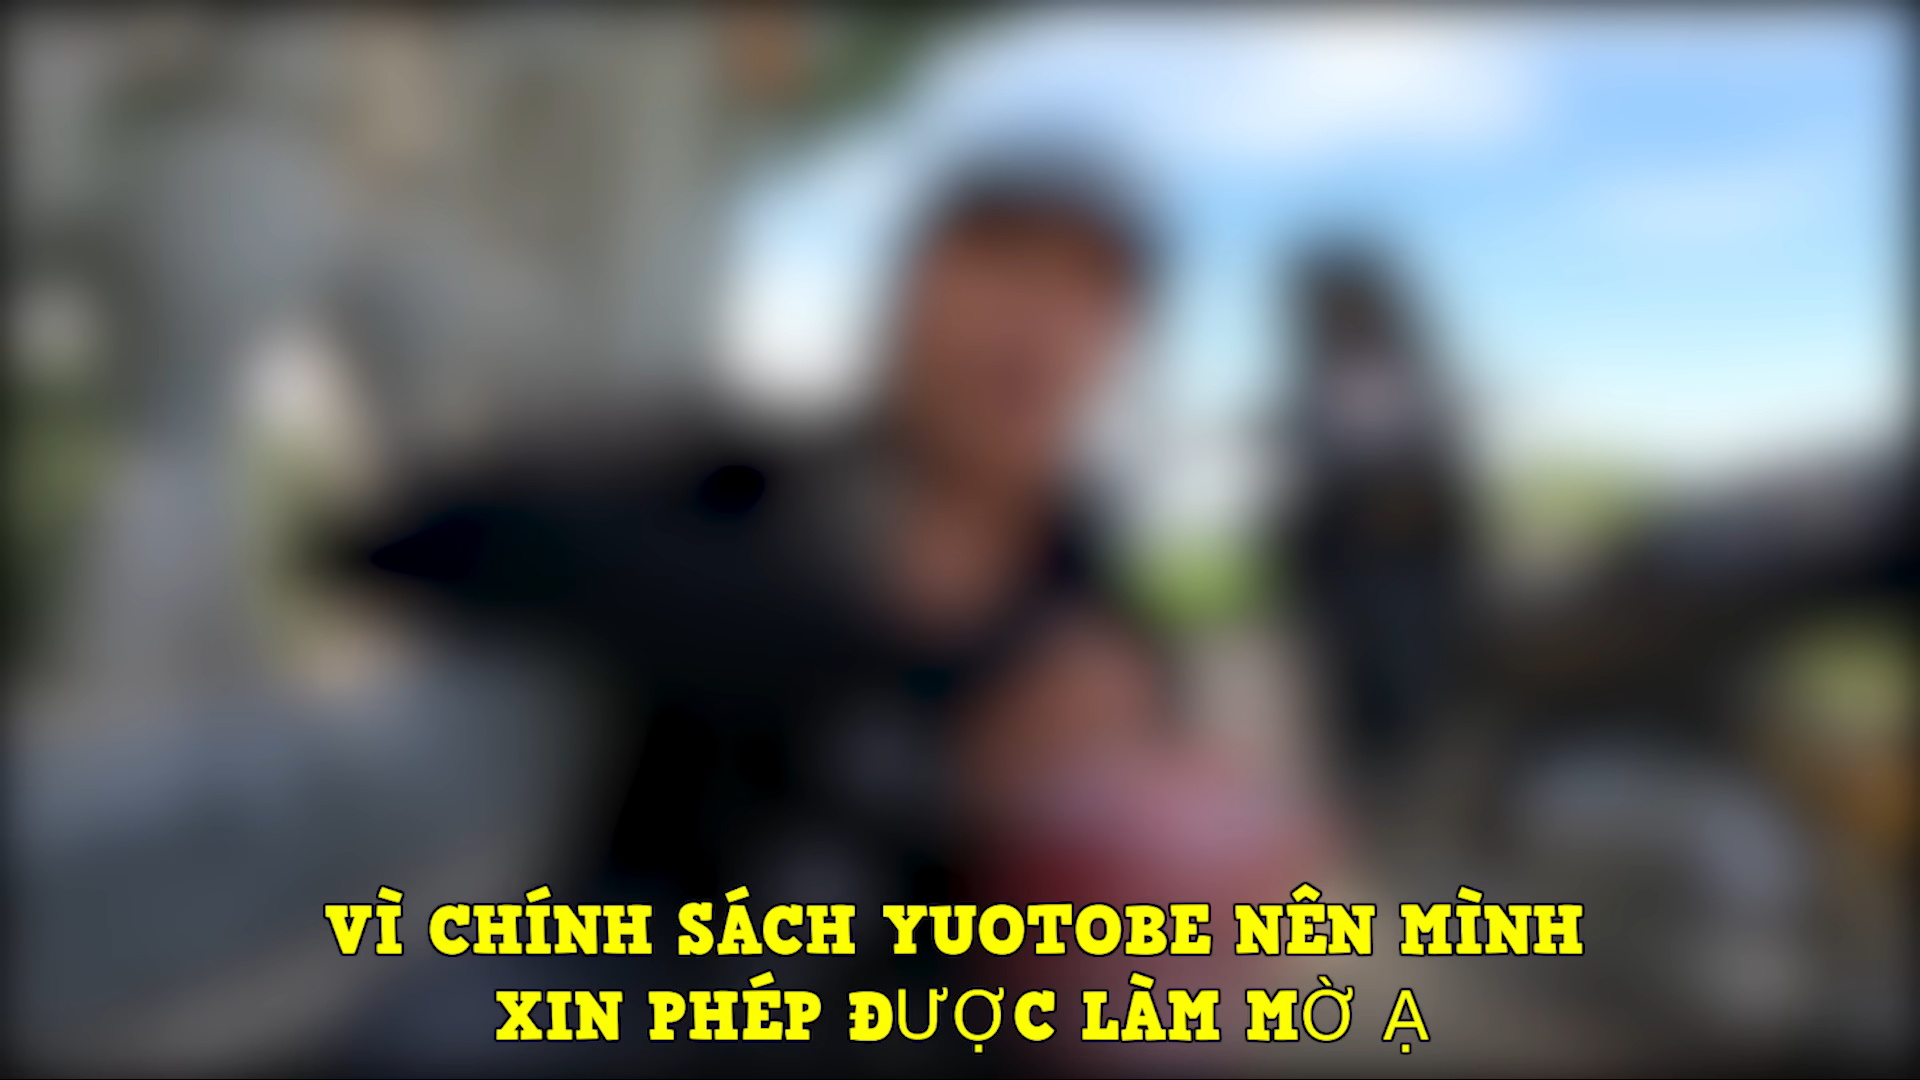 VÌ CHÍNH SÁCH YUOTOBE NÊN MÌNH
XIN PHÉP ĐƯỢC LÀM MỜ Ạ